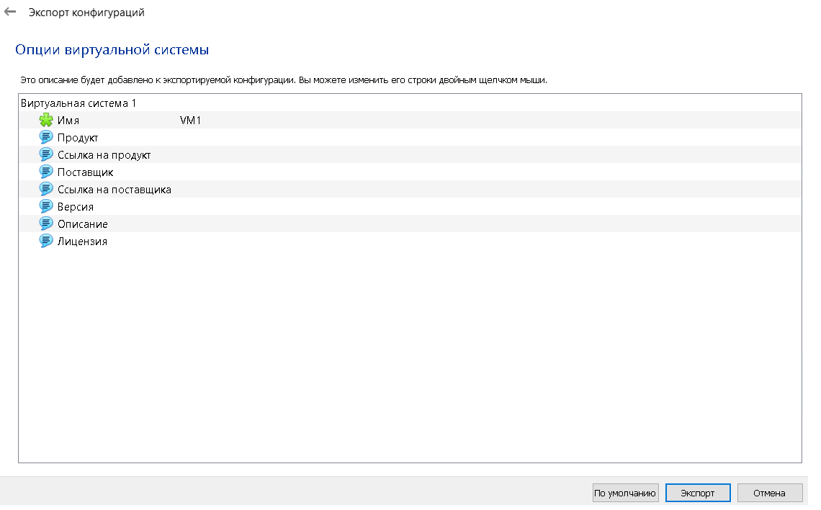 Экспорт конфигураций
Опции виртуальной системы
Это описание будет добавлено к экспортируемой конфигурации. Вы можете изменить его строки двойным щелчком мыши.
Виртуальная система 1
Имя VM1
Продукт
Ссылка на продукт
Поставщик
Ссылка на поставщика
Версия
Описание
Лицензия
По умолчанию Экспорт Отмена